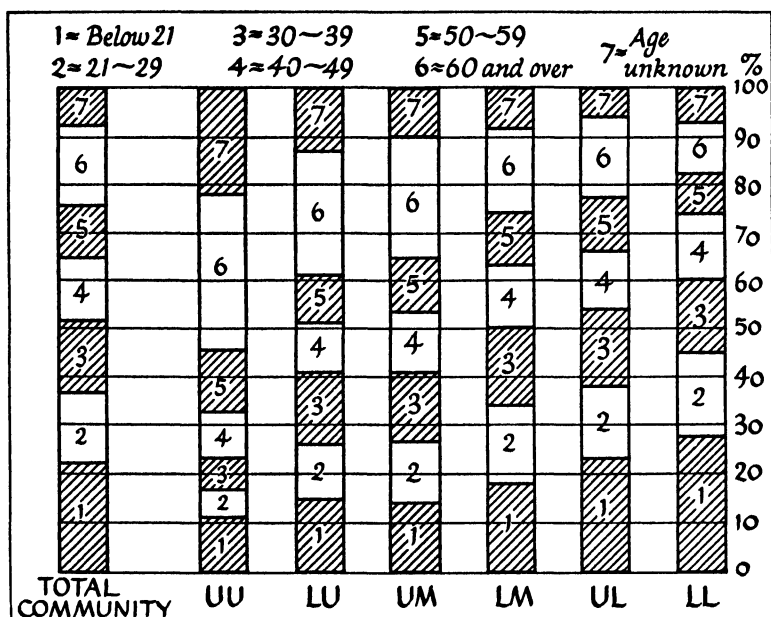 1= Below 21 3=30~39 5=50~59 7= Age unknown
2=21~29 4=40~49 6=60 and over %
7 7 7 7 7 7 7 100
6 6 6 6 6 6 6 90
5 5 5 5 5 5 5 80
4 4 4 4 4 4 4 70
3 3 3 3 3 3 3 60
2 2 2 2 2 2 2 50
1 1 1 1 1 1 1 40
30
20
10
0
TOTAL COMMUNITY UU LU UM LM UL LL